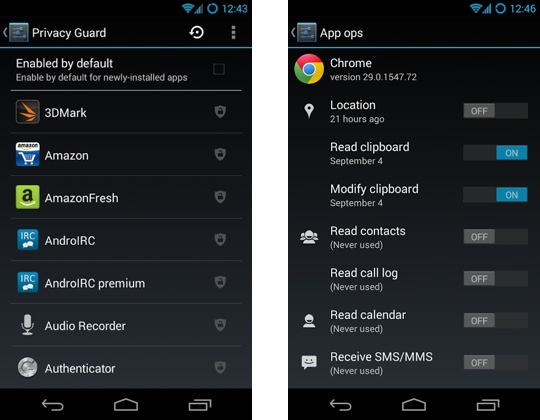 12:43
Privacy Guard
Enabled by default
Enable by default for newly-installed apps
3DMark
amazon
Amazon
a
AmazonFresh
IRC
AndroIRC
IRC
AndroIRC premium
Audio Recorder
Authenticator
12:46
App ops
Chrome
version 29.0.1547.72
Location
21 hours ago
OFF
Read clipboard
September 4
ON
Modify clipboard
September 4
ON
Read contacts
(Never used)
OFF
Read call log
(Never used)
OFF
Read calendar
(Never used)
OFF
Receive SMS/MMS
(Never used)
OFF